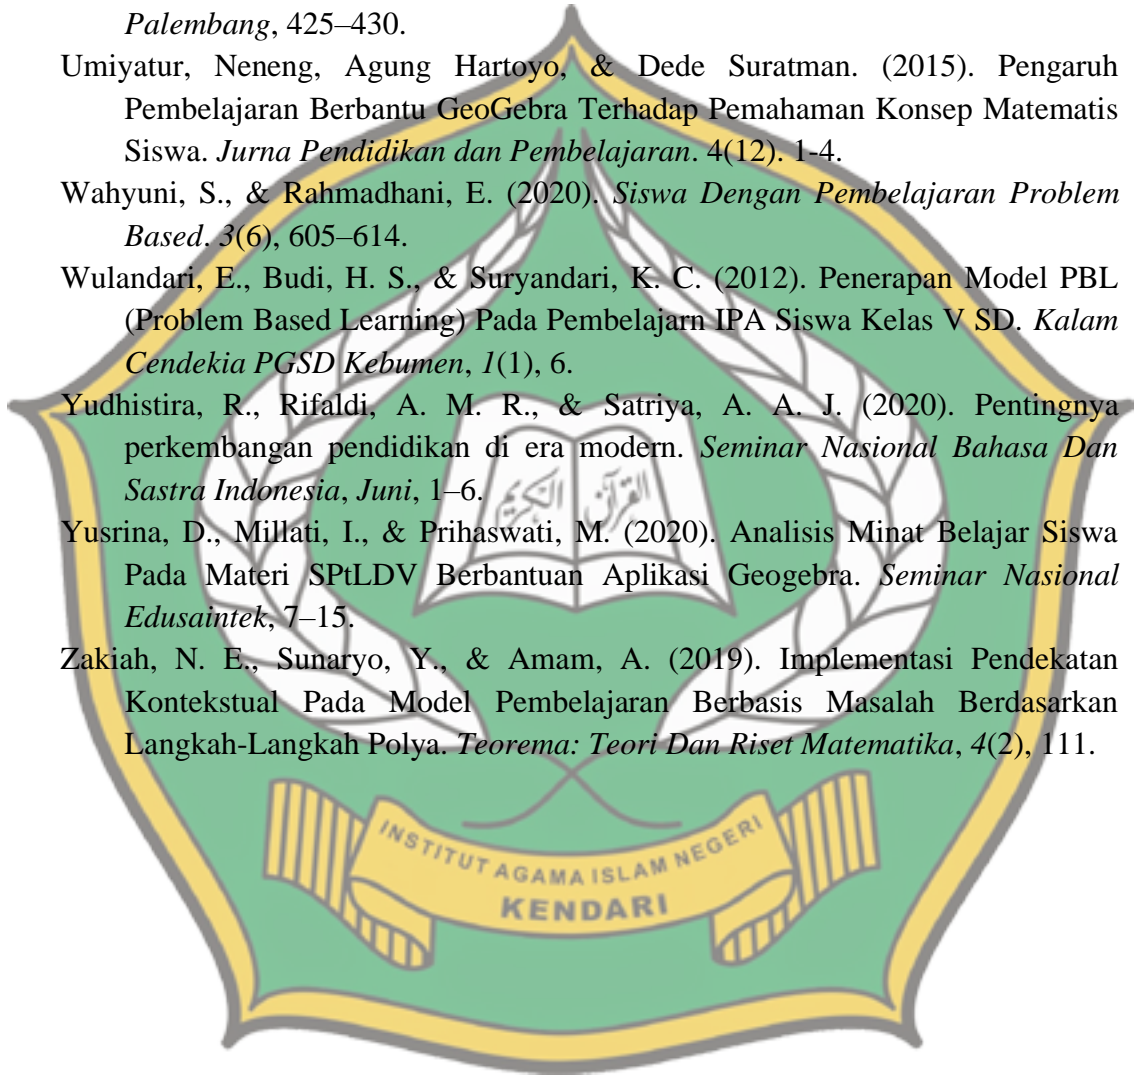 Palembang, 425–430.
Umiyatur, Neneng, Agung Hartoyo, & Dede Suratman. (2015). Pengaruh
Pembelajaran Berbantu GeoGebra Terhadap Pemahaman Konsep Matematis
Siswa. Jurna Pendidikan dan Pembelajaran. 4(12). 1-4.
Wahyuni, S., & Rahmadhani, E. (2020). Siswa Dengan Pembelajaran Problem
Based. 3(6), 605–614.
Wulandari, E., Budi, H. S., & Suryandari, K. C. (2012). Penerapan Model PBL
(Problem Based Learning) Pada Pembelajarn IPA Siswa Kelas V SD. Kalam
Cendekia PGSD Kebumen, 1(1), 6.
Yudhistira, R., Rifaldi, A. M. R., & Satriya, A. A. J. (2020). Pentingnya
perkembangan pendidikan di era modern. Seminar Nasional Bahasa Dan
Sastra Indonesia, Juni, 1–6.
القرآن الكريم
Yusrina, D., Millati, I., & Prihaswati, M. (2020). Analisis Minat Belajar Siswa
Pada Materi SPtLDV Berbantuan Aplikasi Geogebra. Seminar Nasional
Edusaintek, 7–15.
Zakiah, N. E., Sunaryo, Y., & Amam, A. (2019). Implementasi Pendekatan
Kontekstual Pada Model Pembelajaran Berbasis Masalah Berdasarkan
Langkah-Langkah Polya. Teorema: Teori Dan Riset Matematika, 4(2), 111.
INSTITUT AGAMA ISLAM NEGERI
KENDARI